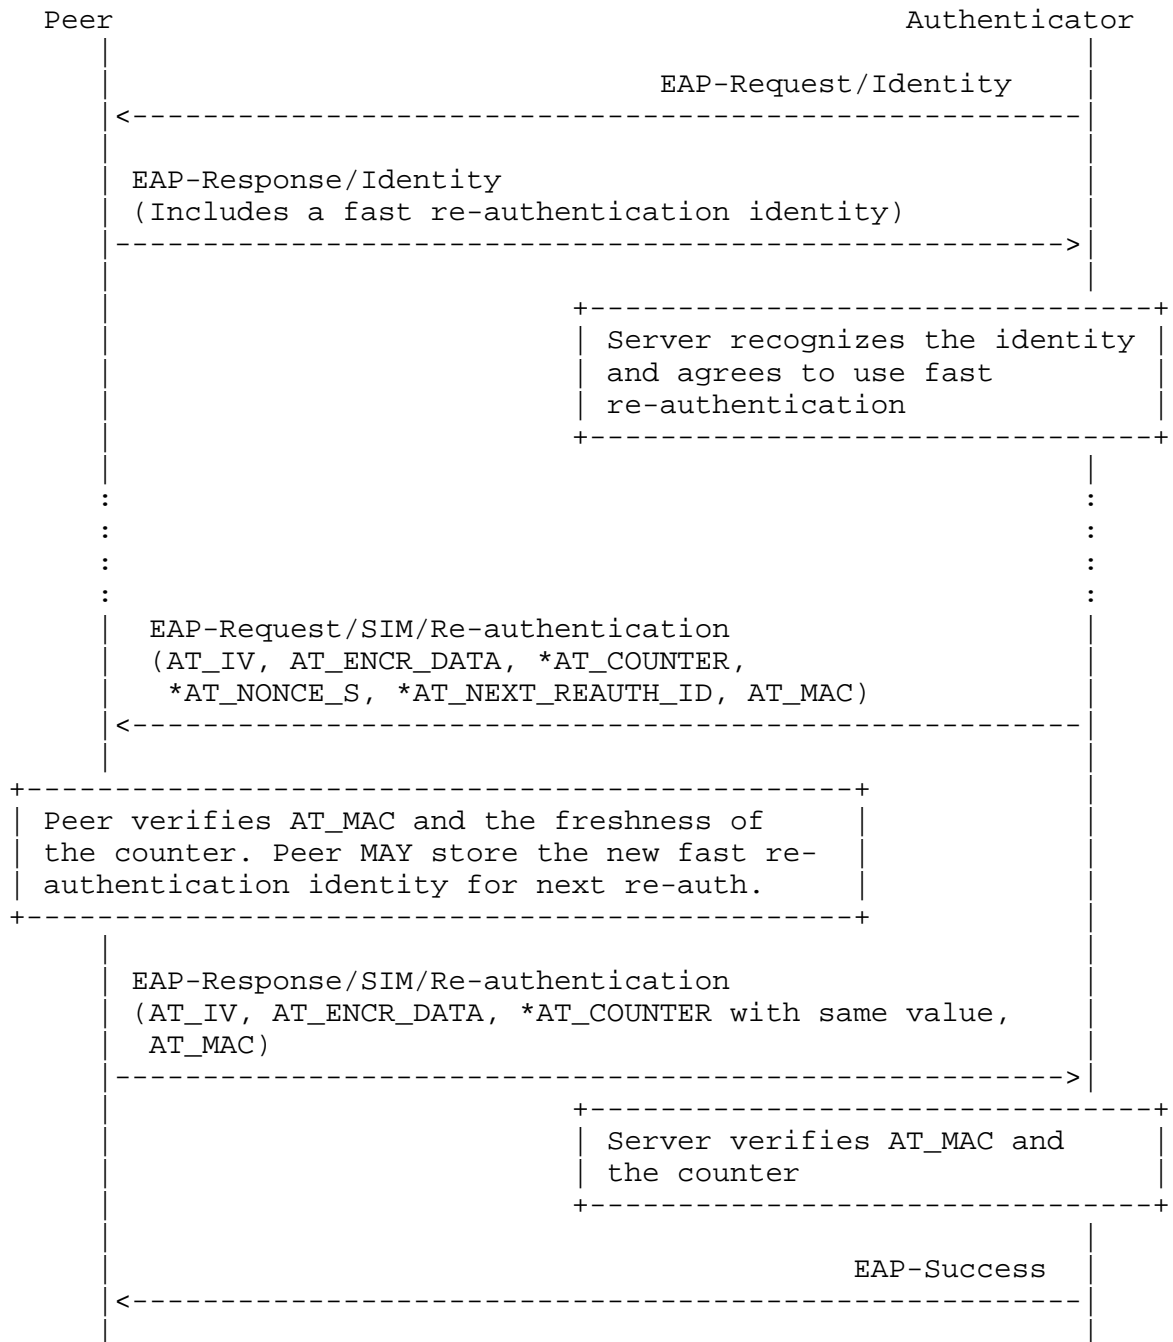 Peer Authenticator
EAP-Request/Identity
EAP-Response/Identity
(Includes a fast re-authentication identity)
Server recognizes the identity
and agrees to use fast
re-authentication
EAP-Request/SIM/Re-authentication
(AT_IV, AT_ENCR_DATA, *AT_COUNTER,
*AT_NONCE_S, *AT_NEXT_REAUTH_ID, AT_MAC)
Peer verifies AT_MAC and the freshness of
the counter. Peer MAY store the new fast re-
authentication identity for next re-auth.
EAP-Response/SIM/Re-authentication
(AT_IV, AT_ENCR_DATA, *AT_COUNTER with same value,
AT_MAC)
Server verifies AT_MAC and
the counter
EAP-Success